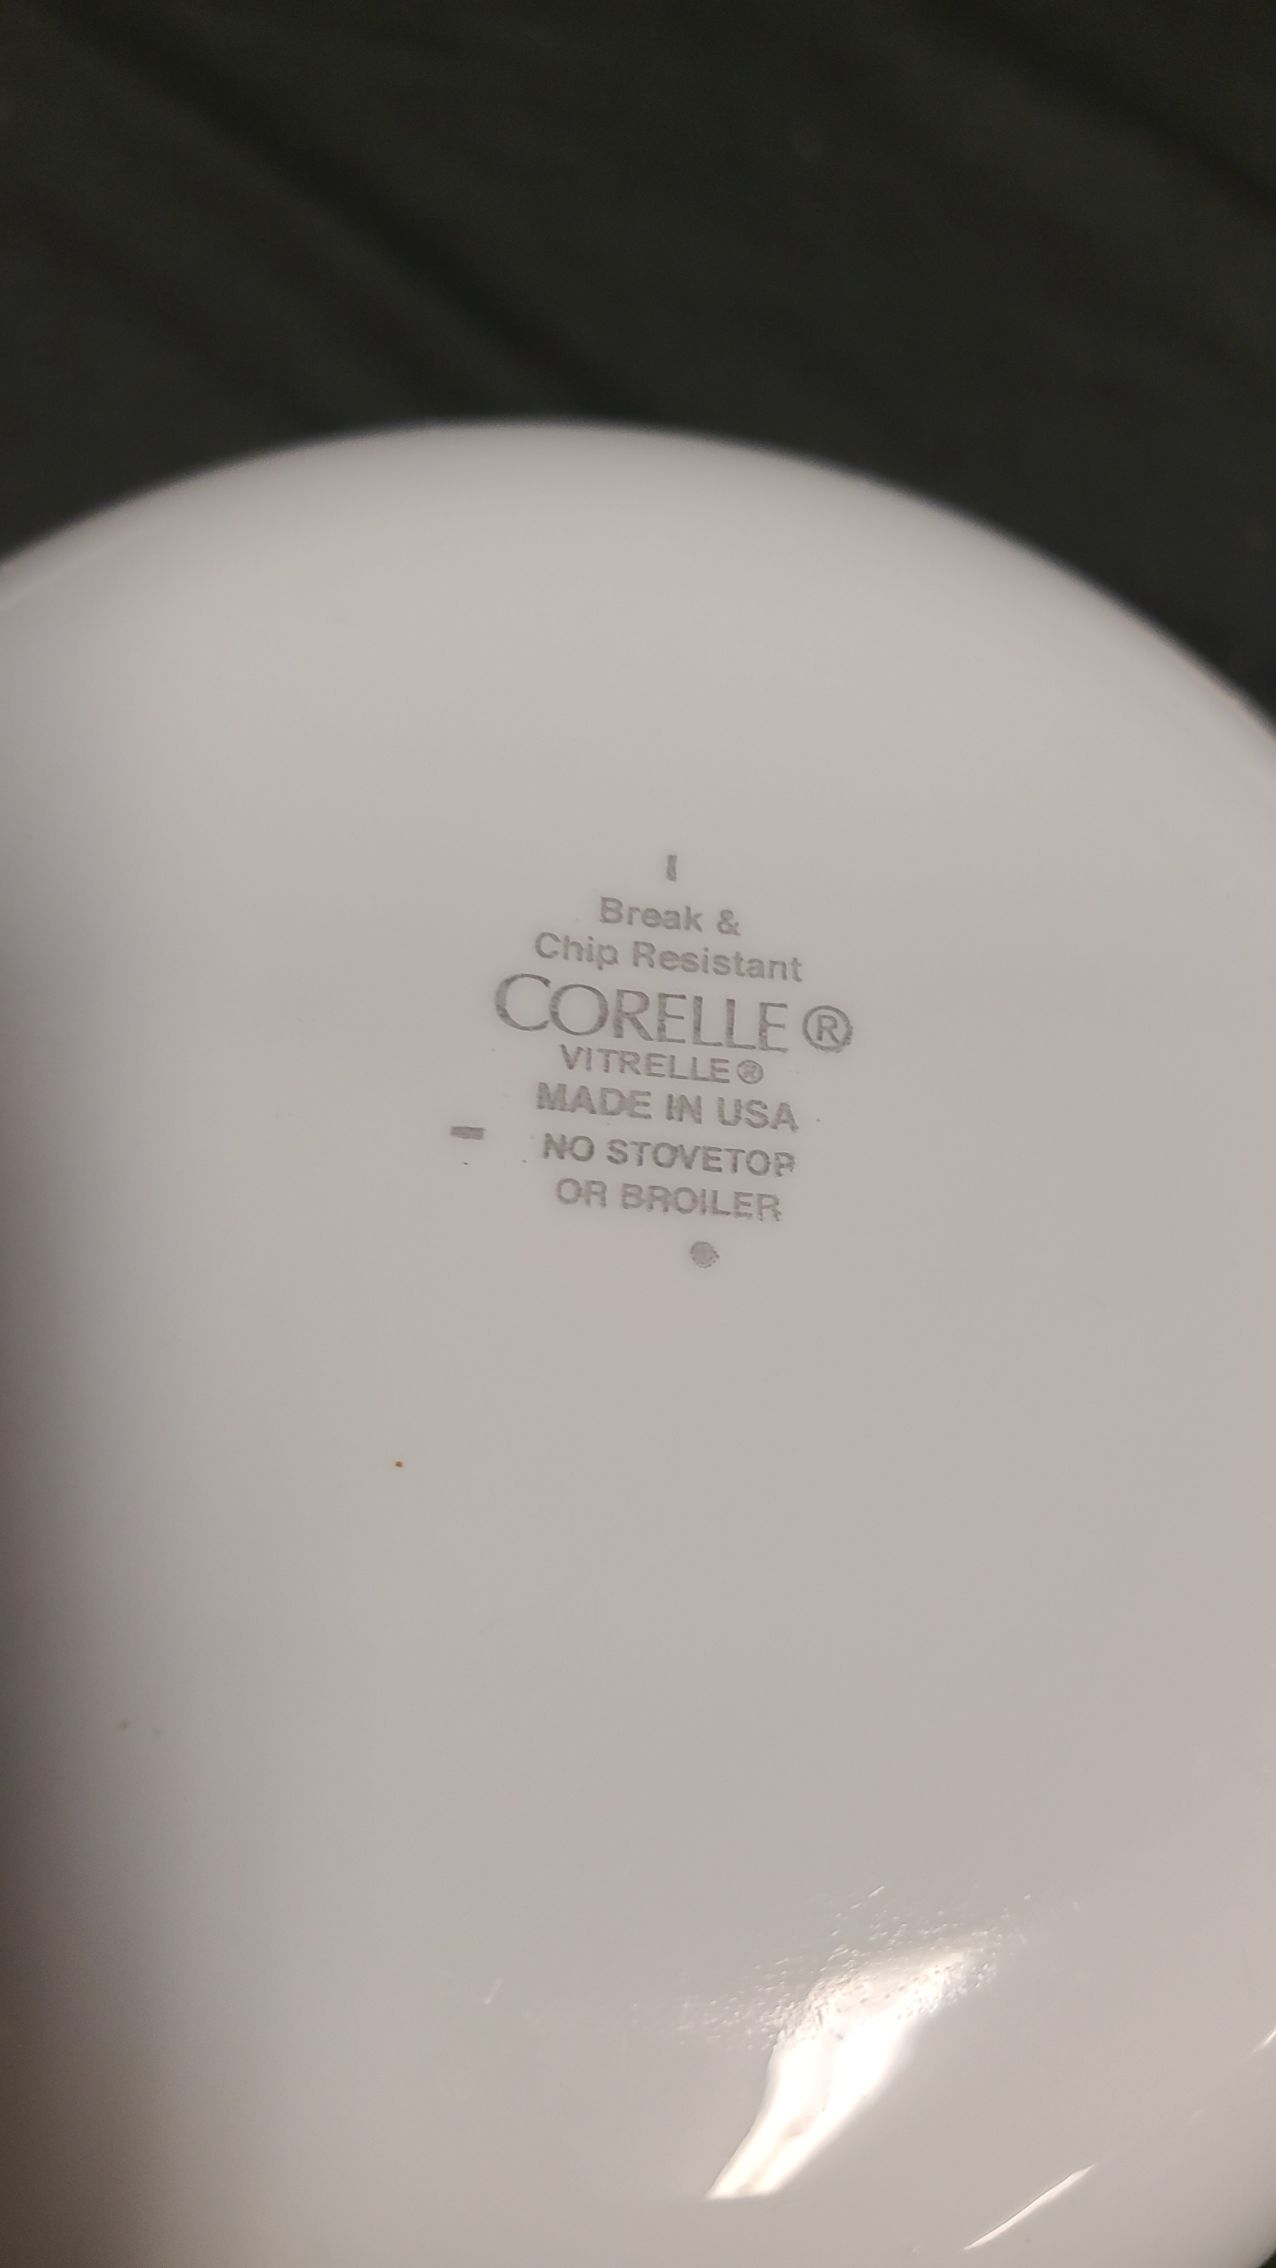 Break &
Chip Resistant
CORELLE®
VITRELLE®
MADE IN USA
NO STOVETOP
OR BROILER